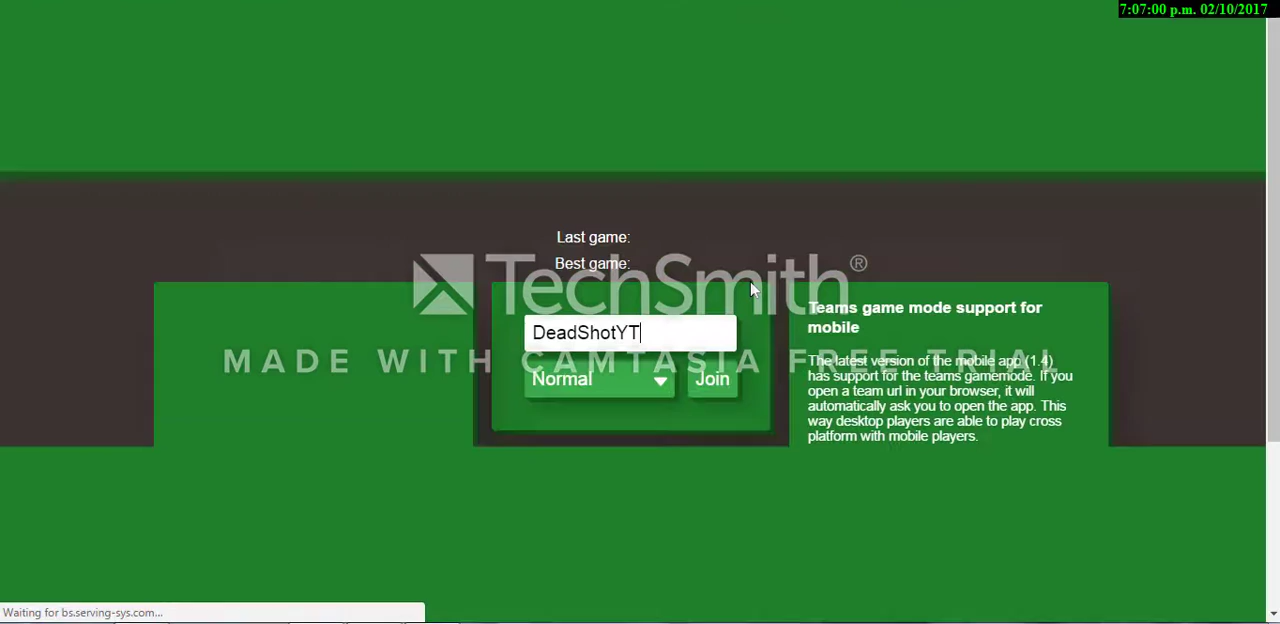 7:07:00 p.m. 02/10/2017
Last game:
Best game:
TechSmith®
MADE WITH CAMTASIA FREE TRIAL
DeadShotYT
Normal
Join
Teams game mode support for
mobile
The latest version of the mobile app (1.4)
has support for the teams gamemode. If you
open a team url in your browser, it will
automatically ask you to open the app. This
way desktop players are able to play cross
platform with mobile players.
Waiting for bs.serving-sys.com...